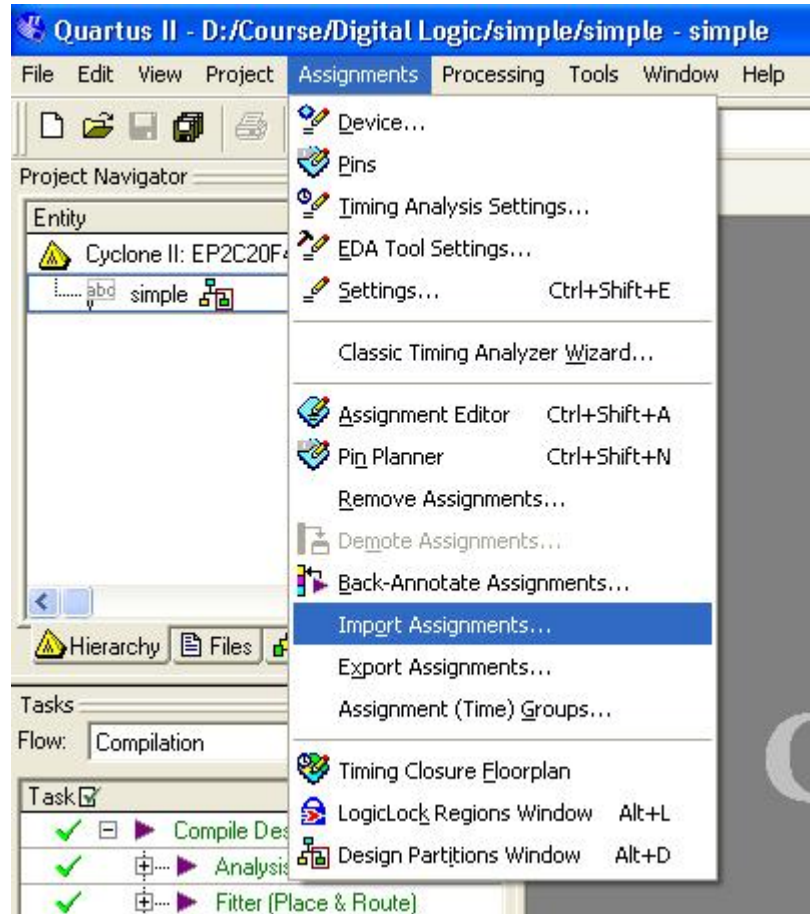 Quartus II - D:/Course/Digital Logic/simple/simple - simple
File Edit View Project Assignments Processing Tools Window Help
Project Navigator
Entity
Cyclone II: EP2C20F4
abd simple
Hierarchy Files
Tasks
Flow: Compilation
Task
Compile Des
Analysis
Fitter (Place & Route)
Device...
Pins
Timing Analysis Settings...
EDA Tool Settings...
Settings... Ctrl+Shift+E
Classic Timing Analyzer Wizard...
Assignment Editor Ctrl+Shift+A
Pin Planner Ctrl+Shift+N
Remove Assignments...
Demote Assignments...
Back-Annotate Assignments...
Import Assignments...
Export Assignments...
Assignment (Time) Groups...
Timing Closure Floorplan
LogicLock Regions Window Alt+L
Design Partitions Window Alt+D